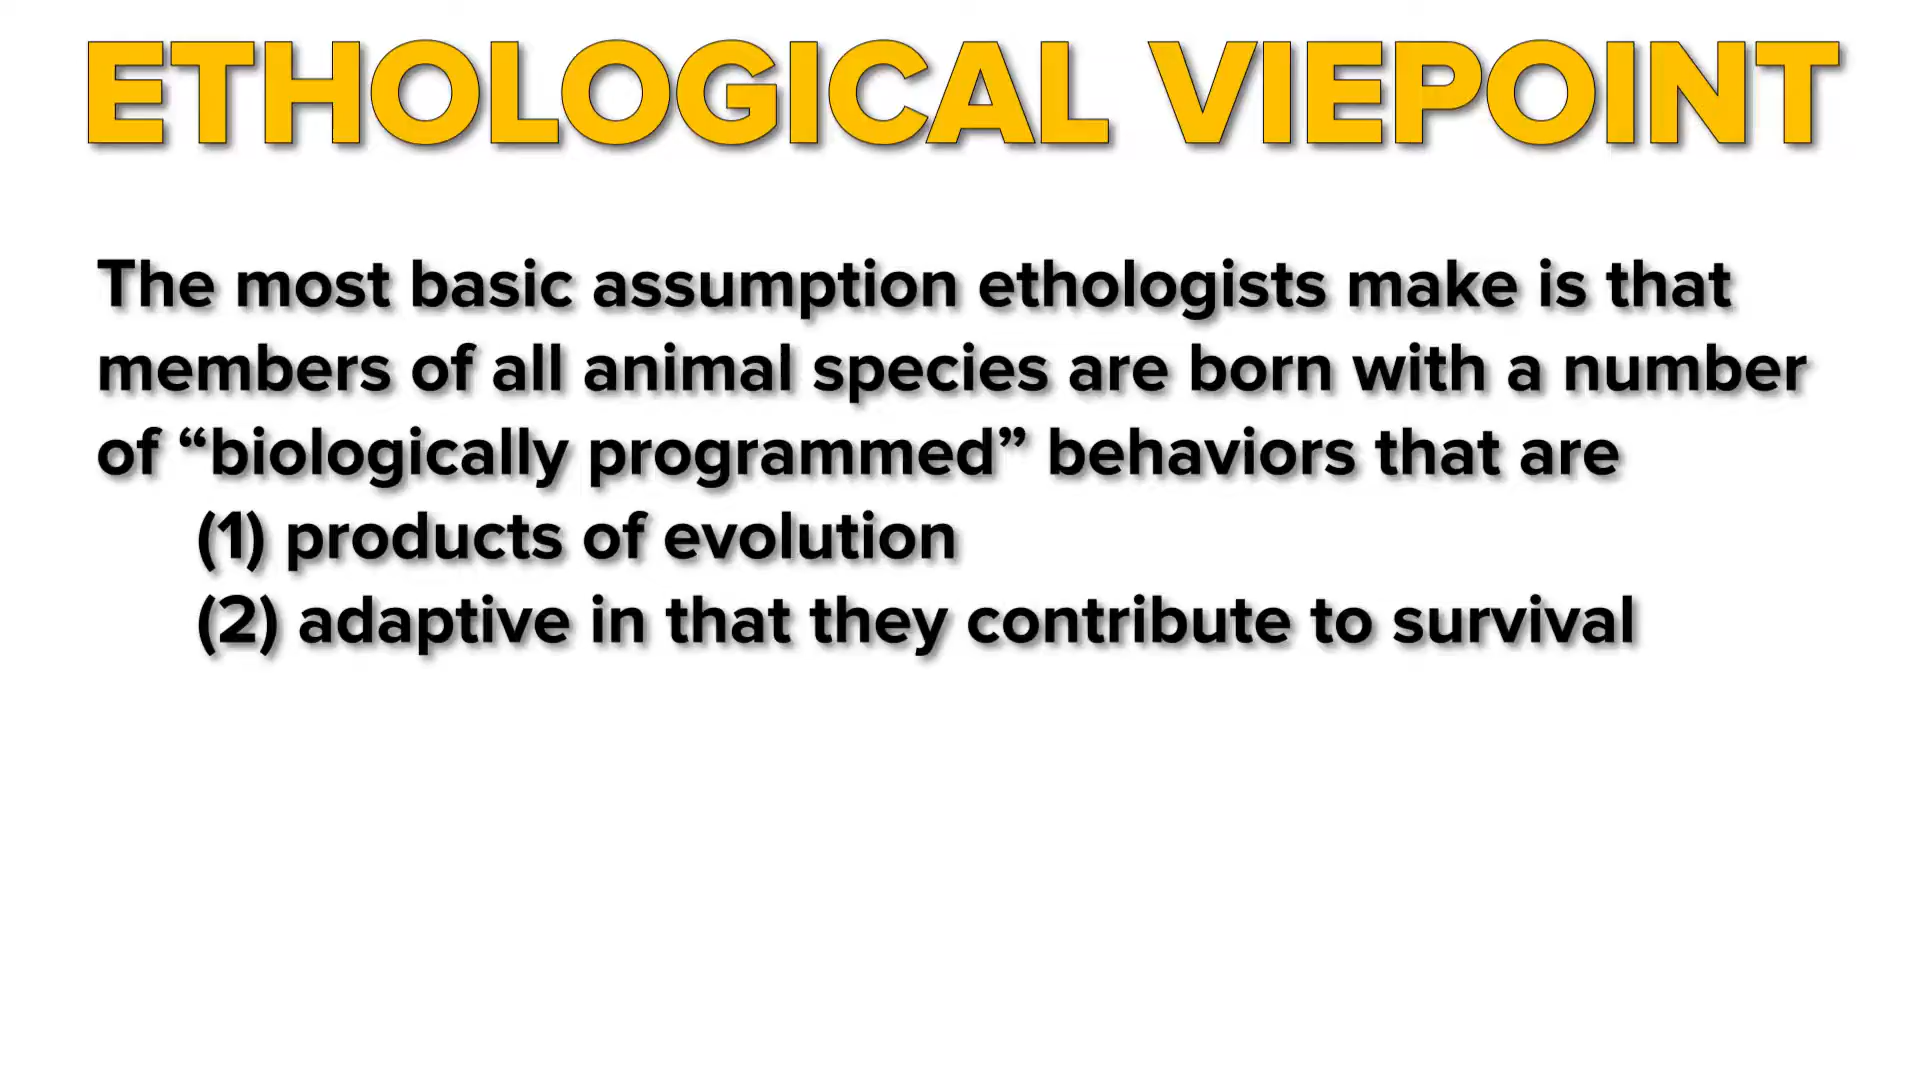 ETHOLOGICAL VIEPOINT
The most basic assumption ethologists make is that
members of all animal species are born with a number
of “biologically programmed” behaviors that are
(1) products of evolution
(2) adaptive in that they contribute to survival